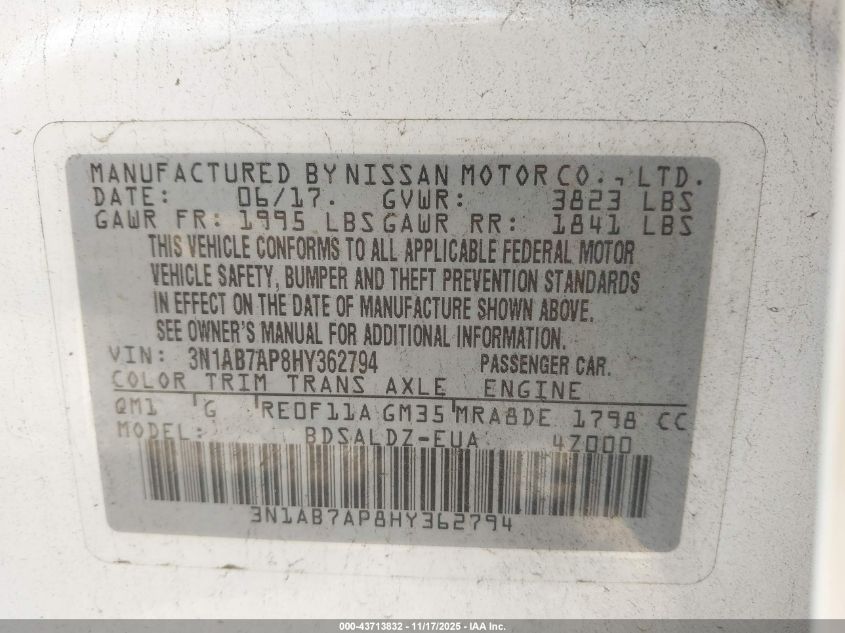 MANUFACTURED BY NISSAN MOTOR CO., LTD.
DATE: 06/17. GVWR: 3823 LBS
GAWR FR: 1995 LBS GAWR RR: 1841 LBS
THIS VEHICLE CONFORMS TO ALL APPLICABLE FEDERAL MOTOR
VEHICLE SAFETY, BUMPER AND THEFT PREVENTION STANDARDS
IN EFFECT ON THE DATE OF MANUFACTURE SHOWN ABOVE.
SEE OWNER'S MANUAL FOR ADDITIONAL INFORMATION.
VIN: 3N1AB7AP8HY362794 PASSENGER CAR.
COLOR TRIM TRANS AXLE ENGINE
QM1 G RE0F11A GM35 MRA8DE 1798 CC
MODEL: BDSALDZ-EUA 4Z000
3N1AB7AP8HY362794
000-43713832 - 11/17/2025 - IAA Inc.